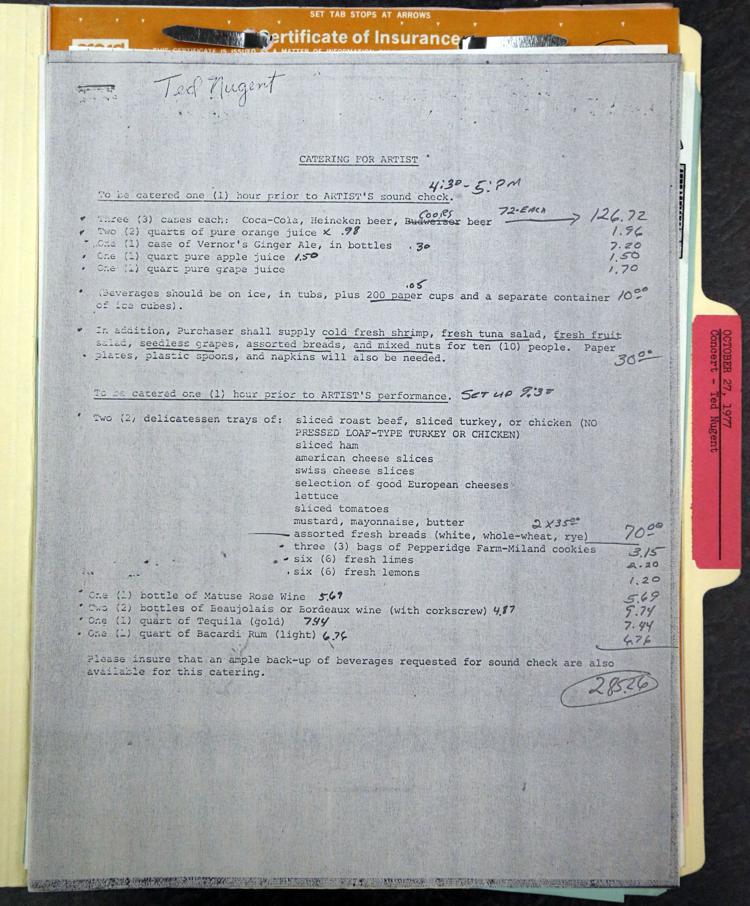 SET TAB STOPS AT ARROWS
ertificate of Insurance
THIS CERTIFICATE IS ISSUED AS A MATTER OF INFORMATION
Ted Nugent
CATERING FOR ARTIST
4:30 - 5: PM
To be catered one (1) hour prior to ARTIST'S sound check.
Three (3) cases each: Coca-Cola, Heineken beer, Budweiser COORS beer 72-EACH 126.72
Two (2) quarts of pure orange juice x .98 1.96
One (1) case of Vernor's Ginger Ale, in bottles .30 7.20
One (1) quart pure apple juice 1.50 1.50
One (1) quart pure grape juice 1.70
.05
(Beverages should be on ice, in tubs, plus 200 paper cups and a separate container 10 00
of ice cubes).
In addition, Purchaser shall supply cold fresh shrimp, fresh tuna salad, fresh fruit
salad, seedless grapes, assorted breads, and mixed nuts for ten (10) people. Paper
plates, plastic spoons, and napkins will also be needed. 30 00
To be catered one (1) hour prior to ARTIST'S performance. SET UP 9:30
Two (2) delicatessen trays of: sliced roast beef, sliced turkey, or chicken (NO
PRESSED LOAF-TYPE TURKEY OR CHICKEN)
sliced ham
american cheese slices
swiss cheese slices
selection of good European cheeses
lettuce
sliced tomatoes
mustard, mayonnaise, butter 2 x 35 00
assorted fresh breads (white, whole-wheat, rye) 70 00
three (3) bags of Pepperidge Farm-Miland cookies 3.15
six (6) fresh limes
six (6) fresh lemons 1.20
One (1) bottle of Matuse Rose Wine 5.69 5.69
Two (2) bottles of Beaujolais or Bordeaux wine (with corkscrew) 4.87 9.74
One (1) quart of Tequila (gold) 7.44 7.44
One (1) quart of Bacardi Rum (light) 6.76 6.76
Please insure that an ample back-up of beverages requested for sound check are also
available for this catering.
285.26
OCTOBER 27, 1977
Concert - Ted Nugent